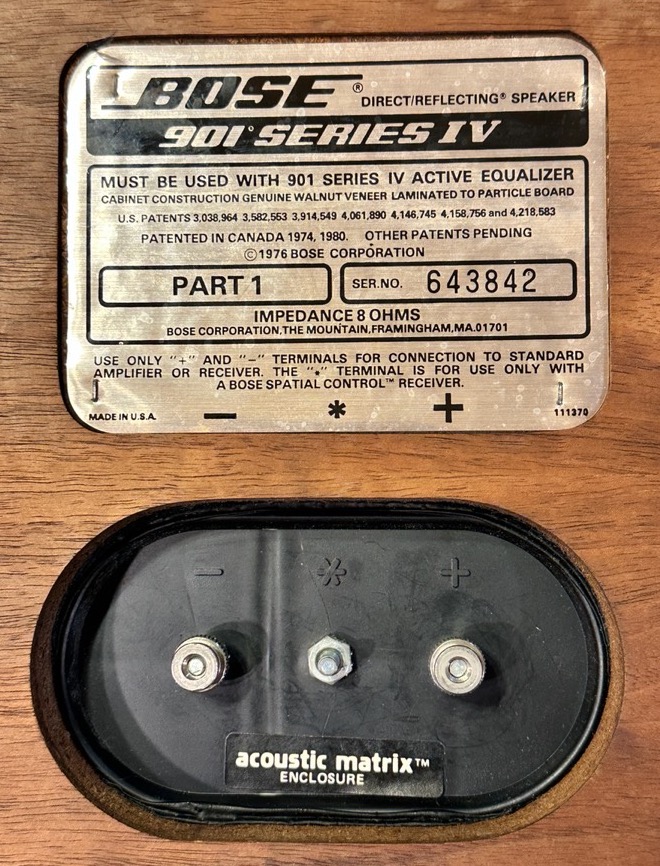 BOSE® DIRECT/REFLECTING® SPEAKER
901® SERIES IV
MUST BE USED WITH 901 SERIES IV ACTIVE EQUALIZER
CABINET CONSTRUCTION GENUINE WALNUT VENEER LAMINATED TO PARTICLE BOARD
U.S. PATENTS 3,038,964 3,582,553 3,914,549 4,061,890 4,146,745 4,158,756 and 4,218,583
PATENTED IN CANADA 1974, 1980. OTHER PATENTS PENDING
©1976 BOSE CORPORATION
PART 1 SER.NO. 643842
IMPEDANCE 8 OHMS
BOSE CORPORATION,THE MOUNTAIN,FRAMINGHAM,MA.01701
USE ONLY "+" AND "−" TERMINALS FOR CONNECTION TO STANDARD
AMPLIFIER OR RECEIVER. THE "*" TERMINAL IS FOR USE ONLY WITH
A BOSE SPATIAL CONTROL™ RECEIVER.
MADE IN U.S.A. − * + 111370
− * +
acoustic matrix™
ENCLOSURE